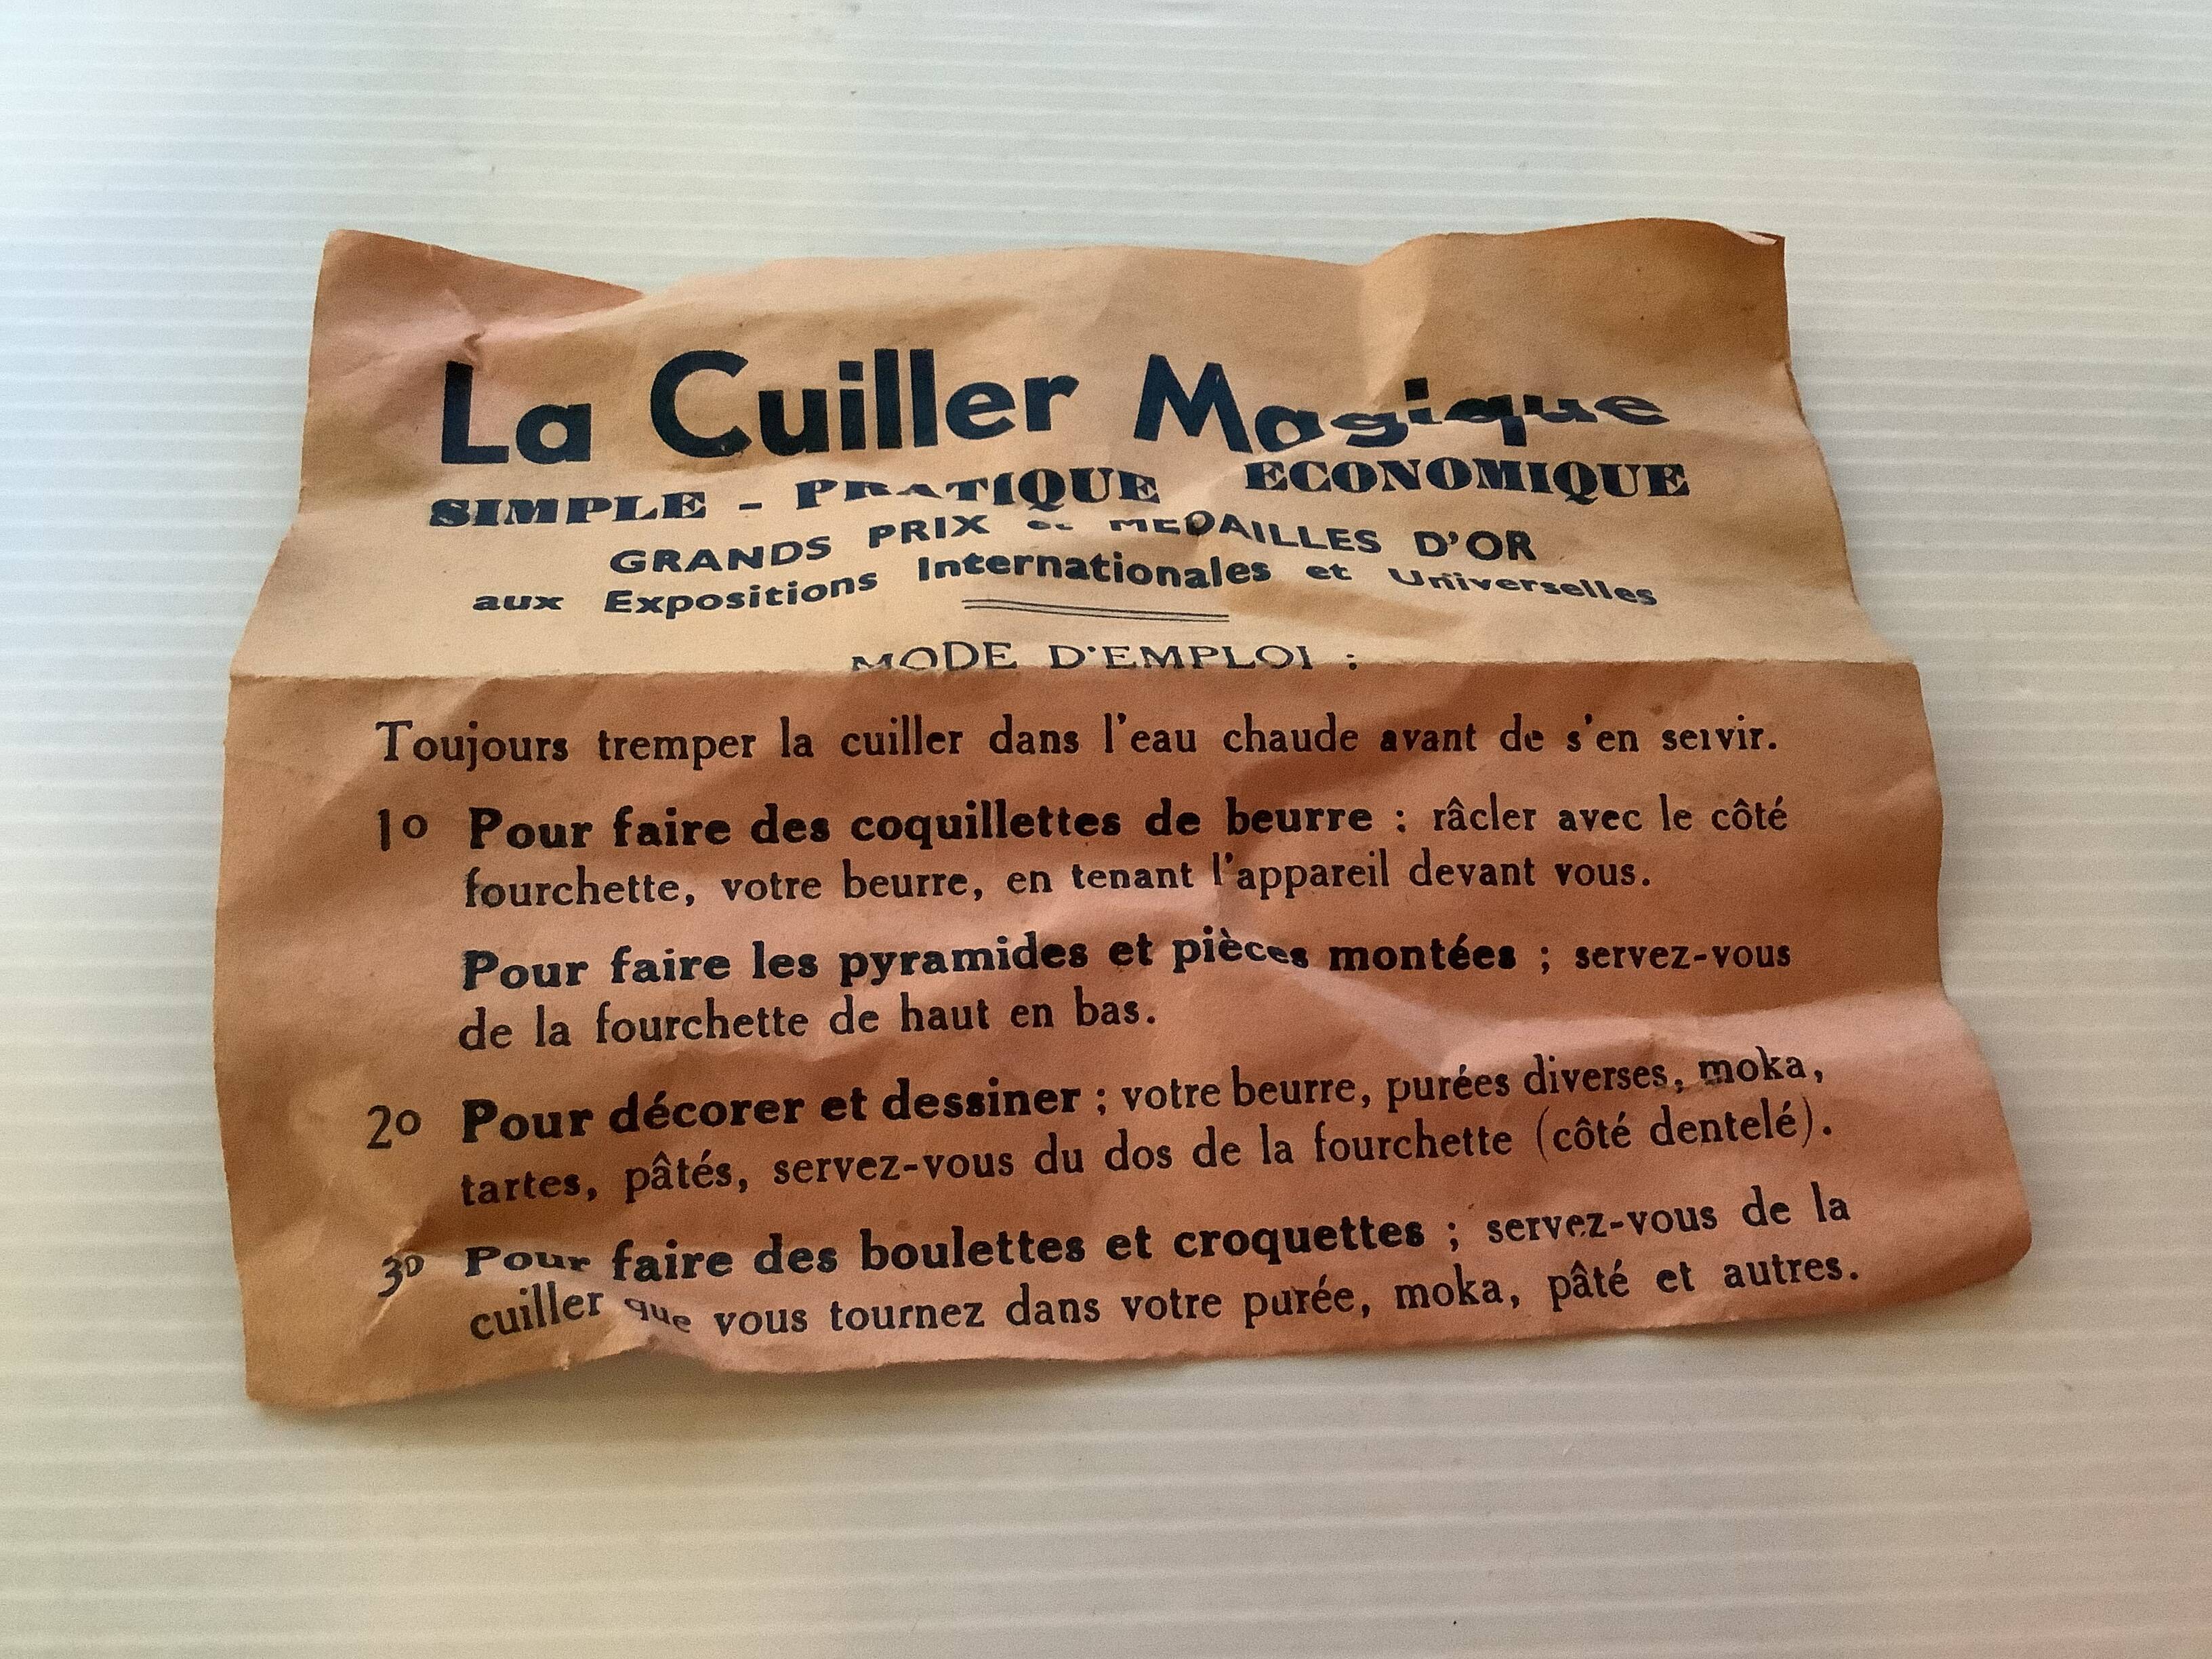 La Cuiller Magique
SIMPLE - PRATIQUE ECONOMIQUE
GRANDS PRIX et MEDAILLES D'OR
aux Expositions Internationales et Universelles
MODE D'EMPLOI :
Toujours tremper la cuiller dans l'eau chaude avant de s'en servir.
1o Pour faire des coquillettes de beurre : râcler avec le côté
fourchette, votre beurre, en tenant l'appareil devant vous.
Pour faire les pyramides et pièces montées ; servez-vous
de la fourchette de haut en bas.
2o Pour décorer et dessiner ; votre beurre, purées diverses, moka,
tartes, pâtés, servez-vous du dos de la fourchette (côté dentelé).
3o Pour faire des boulettes et croquettes ; servez-vous de la
cuiller que vous tournez dans votre purée, moka, pâté et autres.